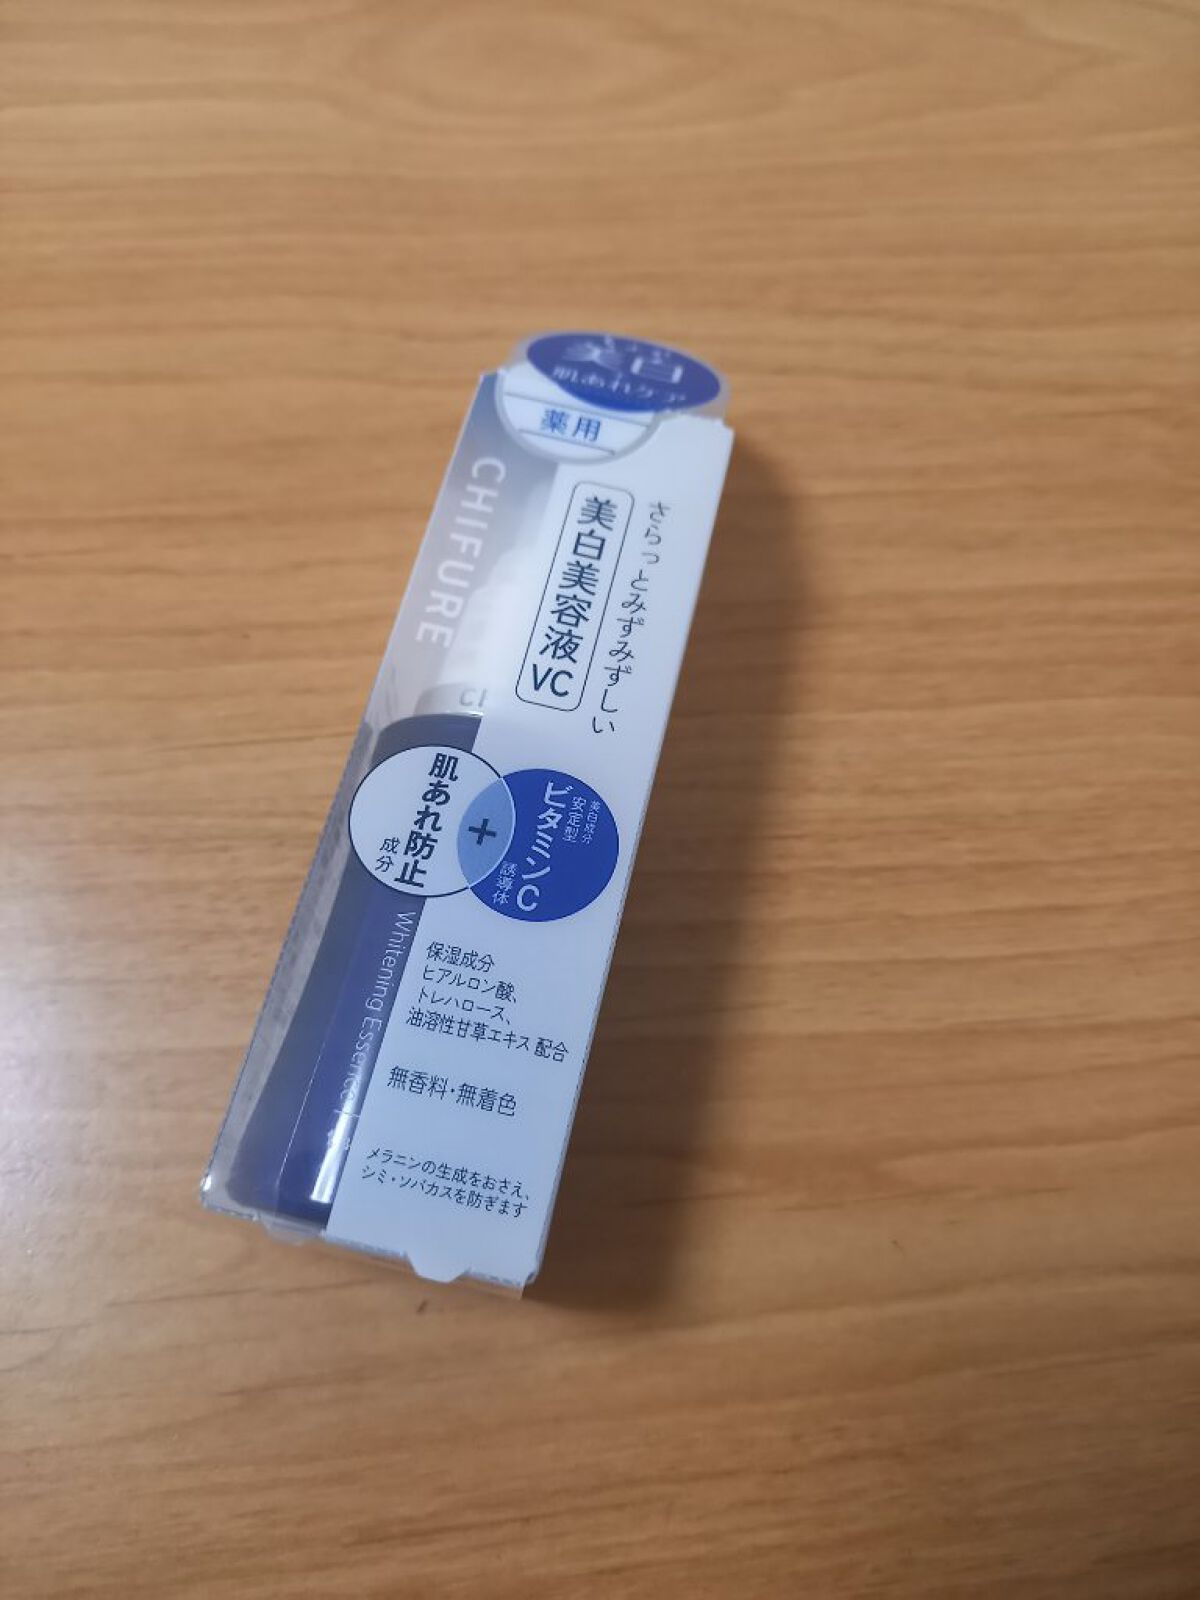 美白
肌あれケア
薬用
CHIFURE
さらっとみずみずしい
美白美容液VC
肌あれ防止
成分
+
美白成分
安定型
ビタミンC
誘導体
Whitening Essence
保湿成分
ヒアルロン酸、
トレハロース、
油溶性甘草エキス 配合
無香料・無着色
メラニンの生成をおさえ、
シミ・ソバカスを防ぎます